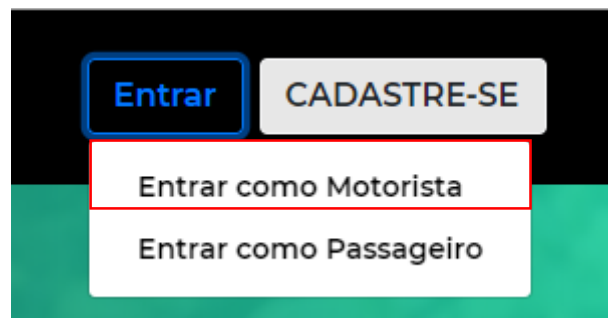 Entrar
CADASTRE-SE
Entrar como Motorista
Entrar como Passageiro